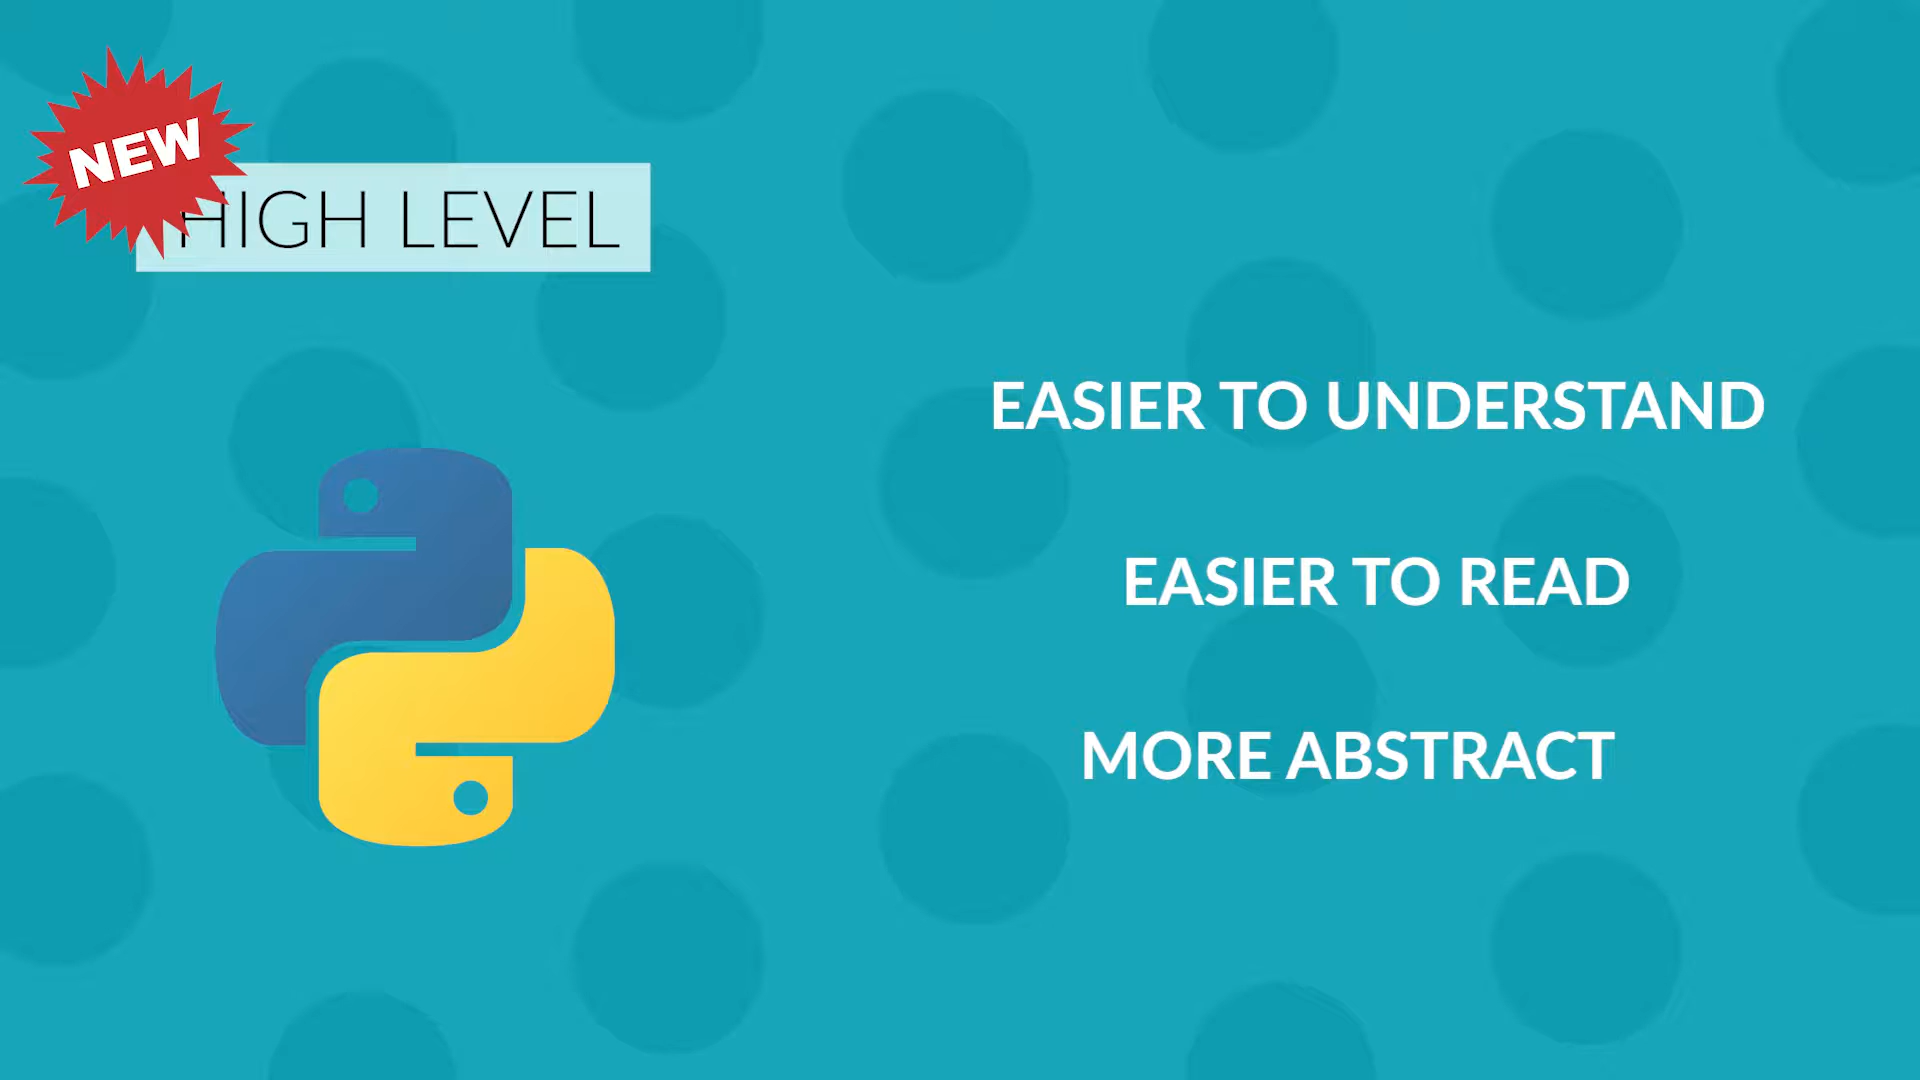 NEW
HIGH LEVEL
EASIER TO UNDERSTAND
EASIER TO READ
MORE ABSTRACT